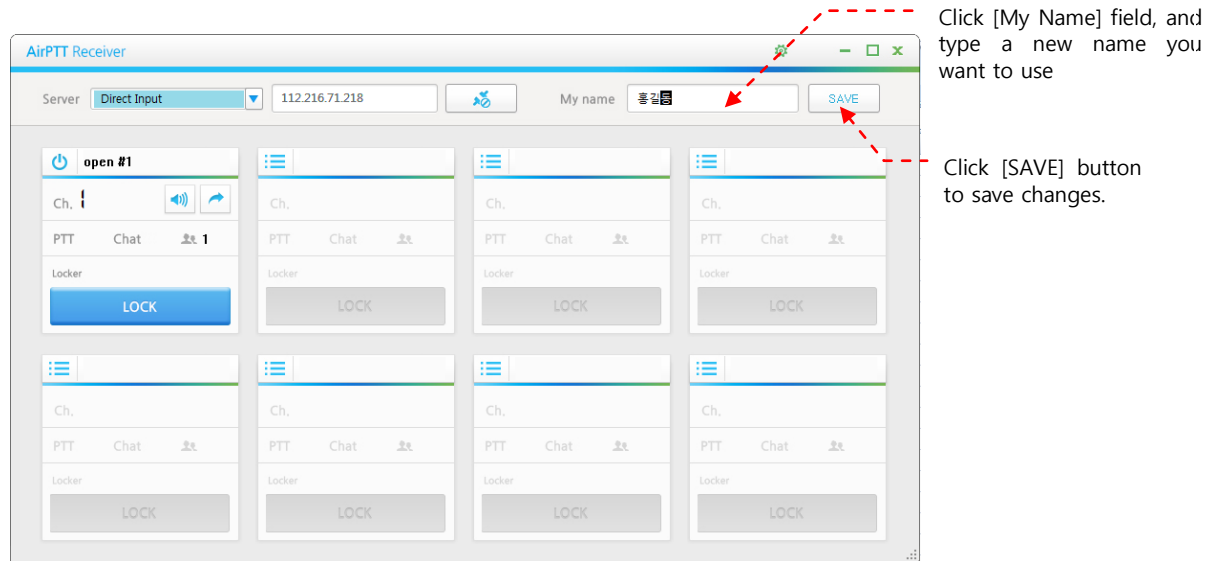 Click [My Name] field, and
type a new name you
want to use
AirPTT Receiver
Server Direct Input 112.216.71.218 My name 홍길동 SAVE
Click [SAVE] button
to save changes.
open #1
Ch. 1 Ch. Ch. Ch.
PTT Chat 1 PTT Chat PTT Chat PTT Chat
Locker Locker Locker Locker
LOCK LOCK LOCK LOCK
Ch. Ch. Ch. Ch.
PTT Chat PTT Chat PTT Chat PTT Chat
Locker Locker Locker Locker
LOCK LOCK LOCK LOCK